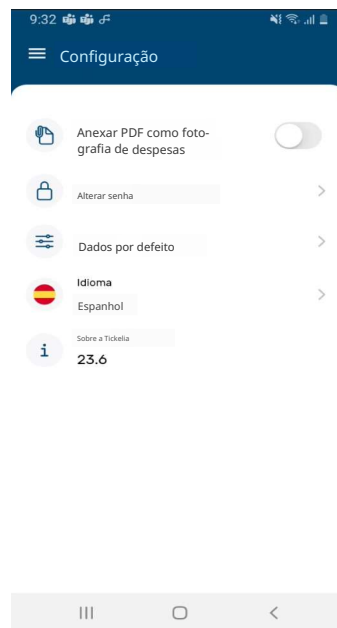 9:32
Configuração
Anexar PDF como foto-
grafia de despesas
Alterar senha
Dados por defeito
Idioma
Espanhol
Sobre a Tickelia
23.6